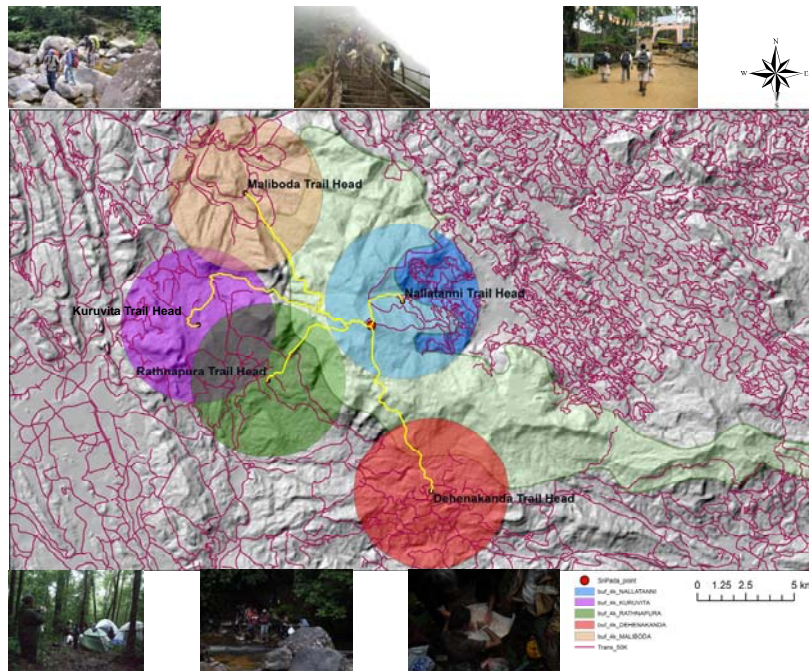 N
W
E
S
Maliboda Trail Head
Nallatanni Trail Head
Kuruvita Trail Head
Rathnapura Trail Head
Dehenakanda Trail Head
SriPada_point
buf_4k_NALLATANNI
buf_4k_KURUVITA
buf_4k_RATHNAPURA
buf_4k_DEHENAKANDA
buf_4k_MALIBODA
Trans_50K
0 1.25 2.5 5 km